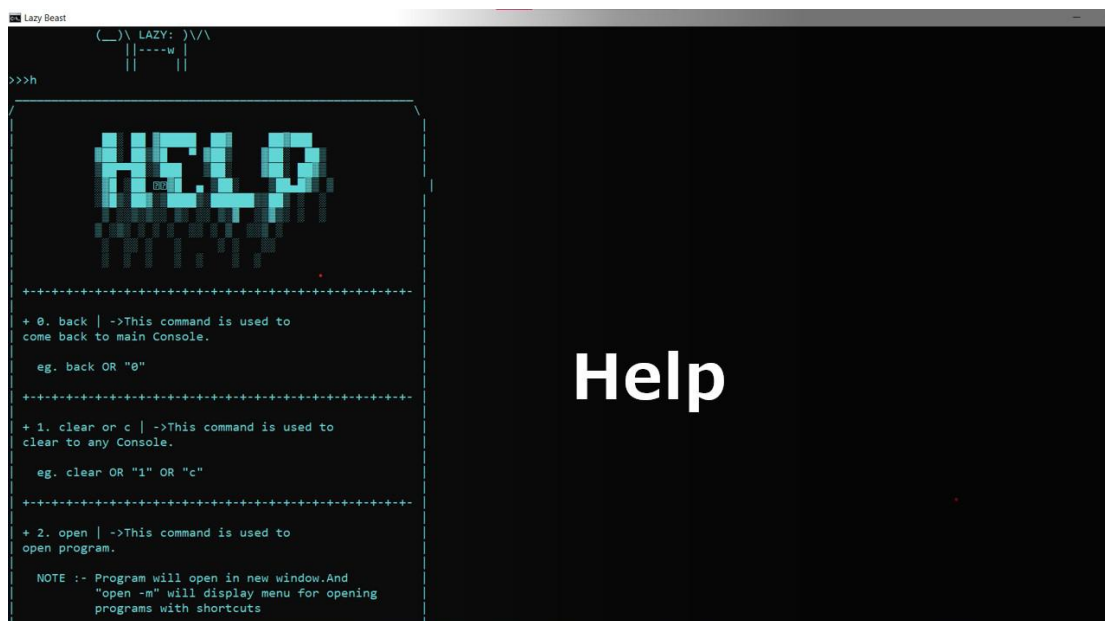 Lazy Beast
(__)\ LAZY: )\/\
||----w |
||     ||
>>>h
HELP
+-+-+-+-+-+-+-+-+-+-+-+-+-+-+-+-+-+-+-+-+-+-+-+-+-+-+-
+ 0. back | ->This command is used to
come back to main Console.
eg. back OR "0"
+-+-+-+-+-+-+-+-+-+-+-+-+-+-+-+-+-+-+-+-+-+-+-+-+-+-+-
+ 1. clear or c | ->This command is used to
clear to any Console.
eg. clear OR "1" OR "c"
+-+-+-+-+-+-+-+-+-+-+-+-+-+-+-+-+-+-+-+-+-+-+-+-+-+-+-
+ 2. open | ->This command is used to
open program.
NOTE :- Program will open in new window.And
"open -m" will display menu for opening
programs with shortcuts
Help